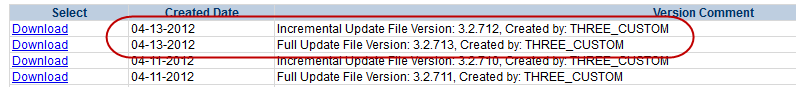 Select Created Date Version Comment
Download 04-13-2012 Incremental Update File Version: 3.2.712, Created by: THREE_CUSTOM
Download 04-13-2012 Full Update File Version: 3.2.713, Created by: THREE_CUSTOM
Download 04-11-2012 Incremental Update File Version: 3.2.710, Created by: THREE_CUSTOM
Download 04-11-2012 Full Update File Version: 3.2.711, Created by: THREE_CUSTOM